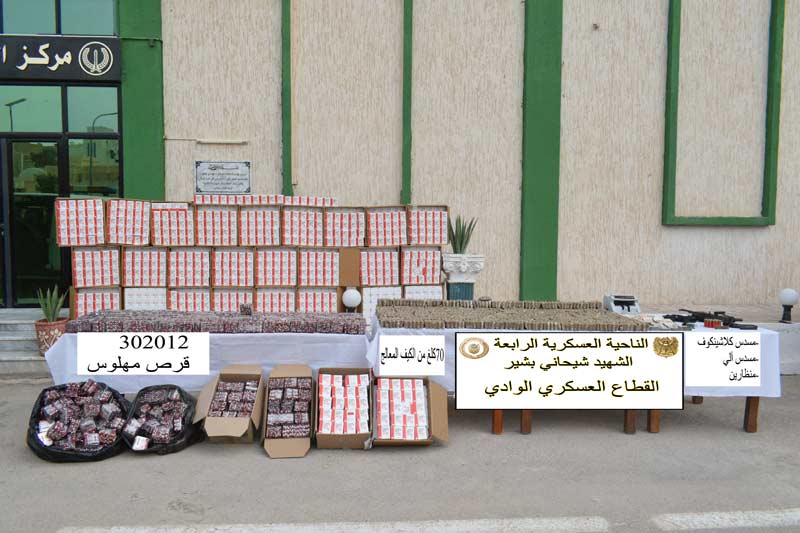 مركز ا
302012
قرص مهلوس
70كلغ من الكيف المعالج
الناحية العسكرية الرابعة
الشهيد شيحاني بشير
القطاع العسكري الوادي
-مسدس كلاشينكوف
-مسدس ألي
-منظارين